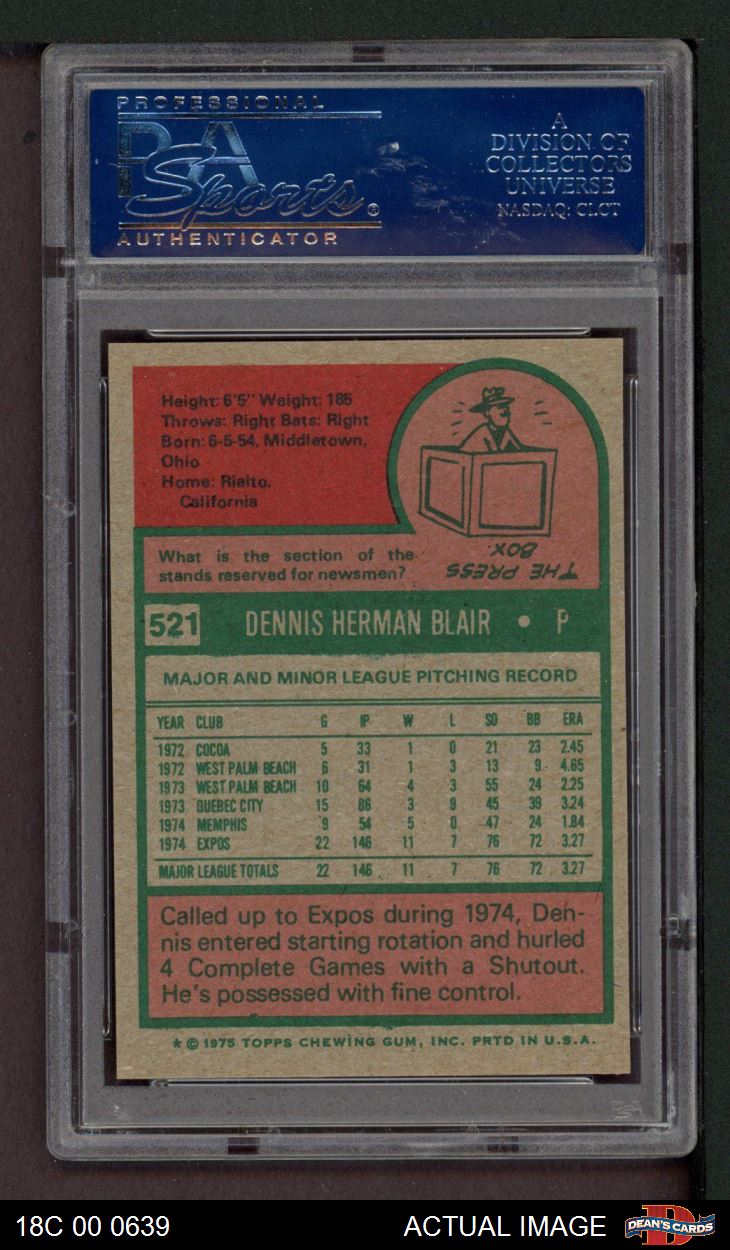 PROFESSIONAL
PSA
Sports®
AUTHENTICATOR
A
DIVISION OF
COLLECTORS
UNIVERSE
NASDAQ: CLCT
Height: 6'5" Weight: 186
Throws: Right Bats: Right
Born: 6-5-54, Middletown,
Ohio
Home: Rialto,
California
What is the section of the
stands reserved for newsmen?
THE PRESS
BOX
521 DENNIS HERMAN BLAIR • P
MAJOR AND MINOR LEAGUE PITCHING RECORD
YEAR CLUB G IP W L SO BB ERA
1972 COCOA 5 33 1 0 21 23 2.45
1972 WEST PALM BEACH 6 31 1 3 13 9 4.65
1973 WEST PALM BEACH 10 64 4 3 55 24 2.25
1973 QUEBEC CITY 15 86 3 9 45 39 3.24
1974 MEMPHIS 9 54 5 0 47 24 1.84
1974 EXPOS 22 146 11 7 76 72 3.27
MAJOR LEAGUE TOTALS 22 146 11 7 76 72 3.27
Called up to Expos during 1974, Den-
nis entered starting rotation and hurled
4 Complete Games with a Shutout.
He's possessed with fine control.
* © 1975 TOPPS CHEWING GUM, INC. PRTD IN U.S.A.
PSA
18C 00 0639 ACTUAL IMAGE DEAN'S CARDS